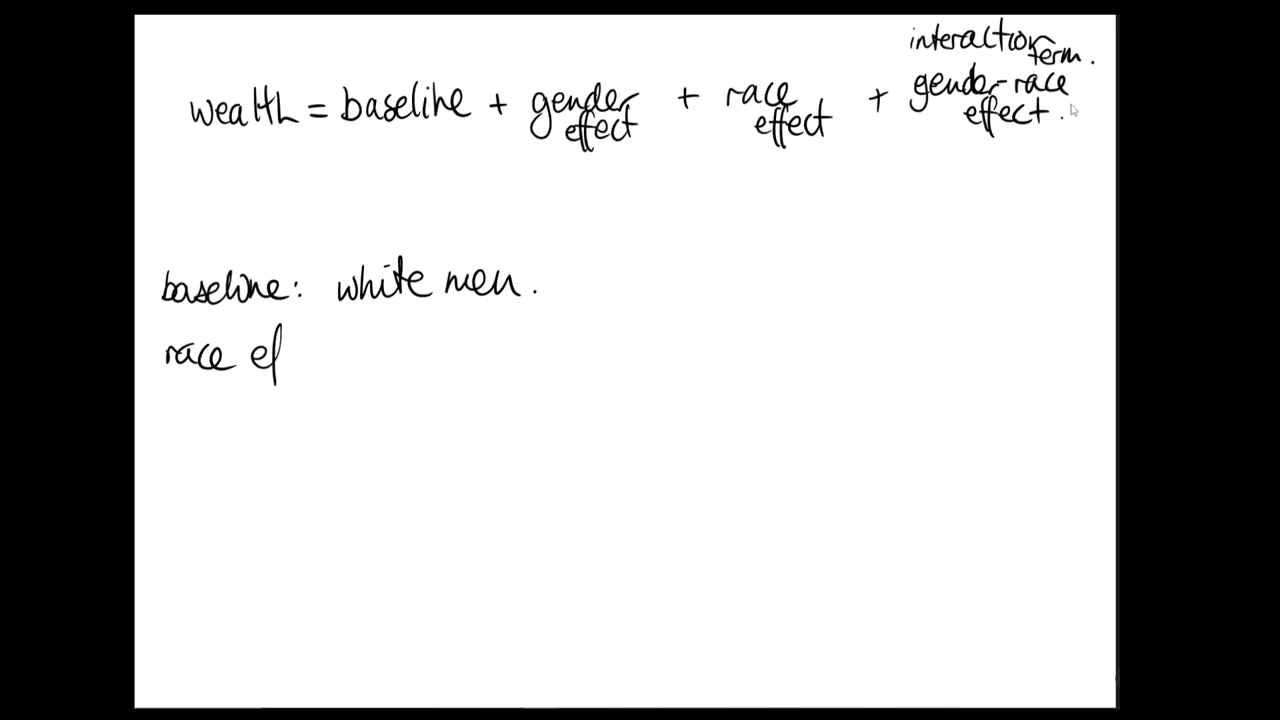 interaction term.
wealth = baseline + gender effect + race effect + gender-race effect.
baseline: white men.
race ef